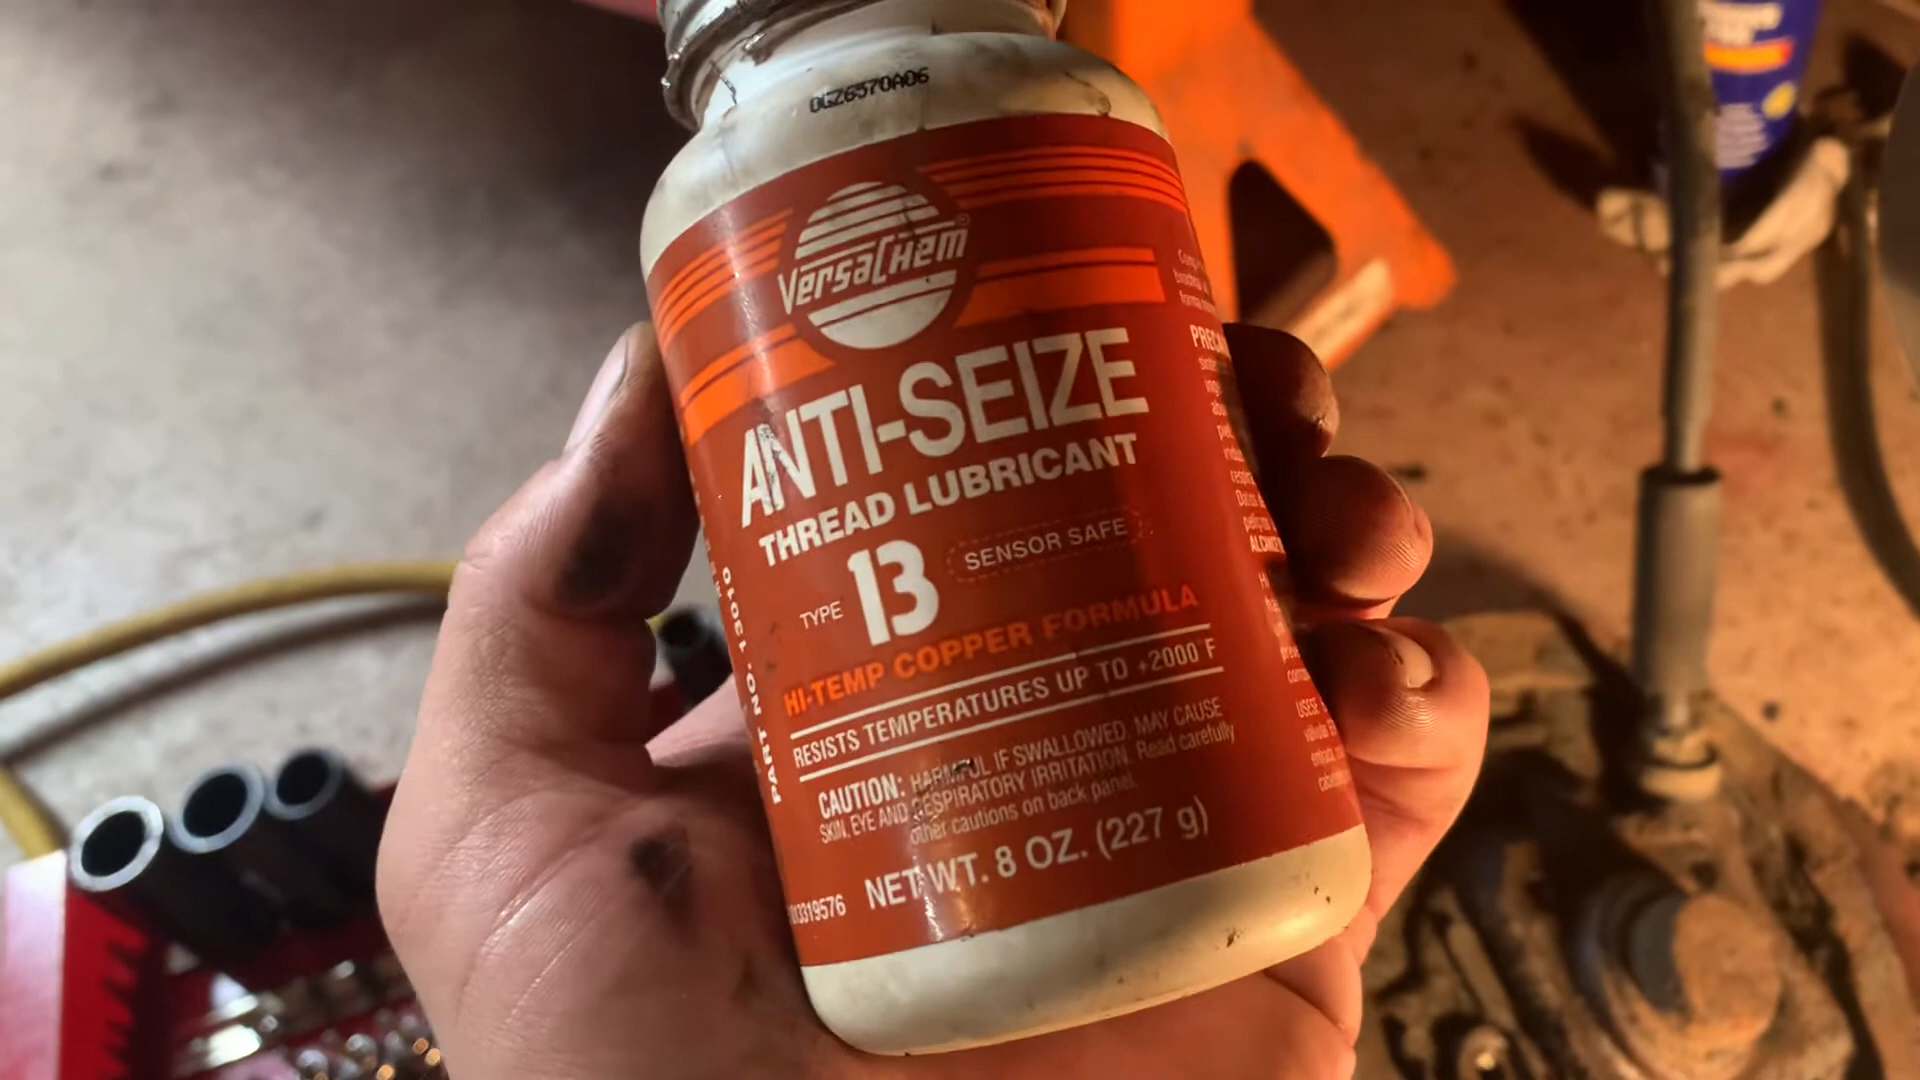 0GZ6570A06
VersaChem®
ANTI-SEIZE
THREAD LUBRICANT
TYPE 13
SENSOR SAFE
HI-TEMP COPPER FORMULA
RESISTS TEMPERATURES UP TO +2000 F
CAUTION: HARMFUL IF SWALLOWED. MAY CAUSE
SKIN, EYE AND RESPIRATORY IRRITATION. Read carefully
other cautions on back panel.
NET WT. 8 OZ. (227 g)
PART NO. 13010